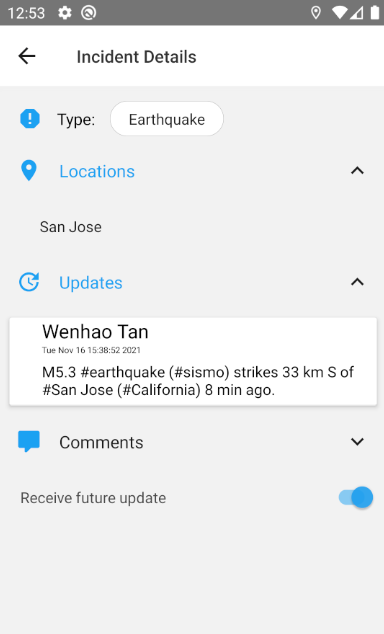 12:53
Incident Details
Type: Earthquake
Locations
San Jose
Updates
Wenhao Tan
Tue Nov 16 15:38:52 2021
M5.3 #earthquake (#sismo) strikes 33 km S of
#San Jose (#California) 8 min ago.
Comments
Receive future update